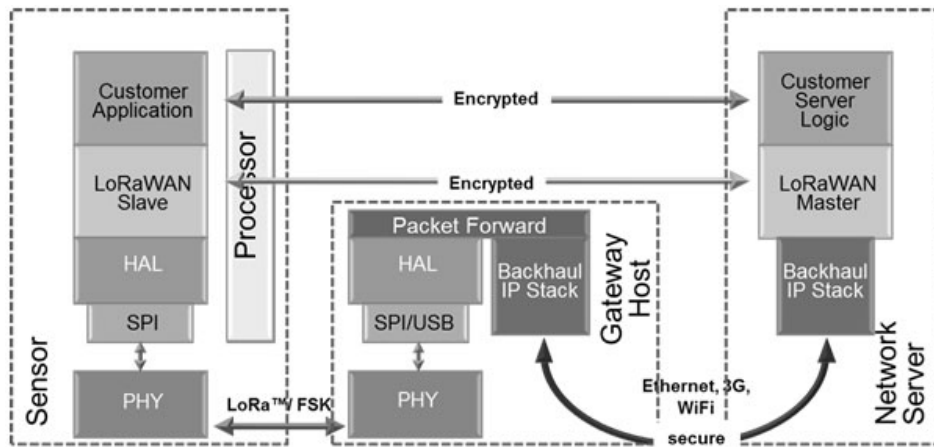 Customer
Application
LoRaWAN
Slave
HAL
SPI
PHY
Sensor
Processor
Encrypted
Encrypted
LoRa™/ FSK
Packet Forward
HAL
SPI/USB
PHY
Backhaul
IP Stack
Gateway
Host
Ethernet, 3G,
WiFi
secure
Customer
Server
Logic
LoRaWAN
Master
Backhaul
IP Stack
Network
Server